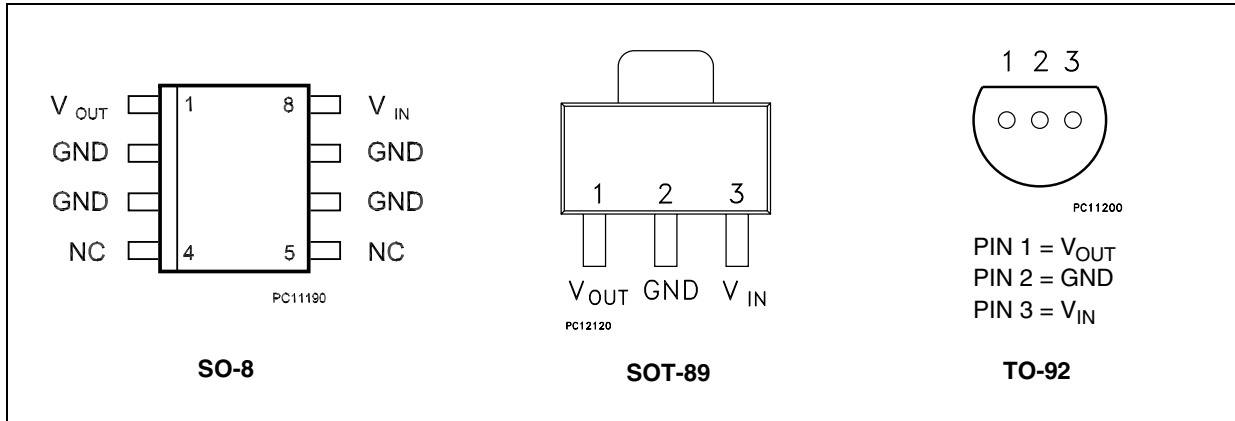 V OUT 1 8 V IN
GND GND
GND GND
NC 4 5 NC
PC11190
SO-8
1 2 3
VOUT GND V IN
PC12120
SOT-89
1 2 3
PC11200
PIN 1 = VOUT
PIN 2 = GND
PIN 3 = VIN
TO-92